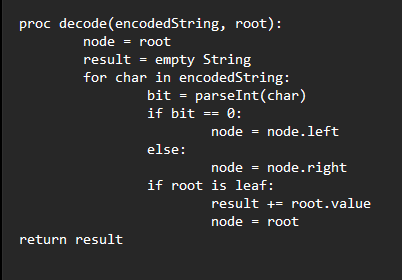 proc decode(encodedString, root):
        node = root
        result = empty String
        for char in encodedString:
                bit = parseInt(char)
                if bit == 0:
                        node = node.left
                else:
                        node = node.right
                if root is leaf:
                        result += root.value
                        node = root
return result